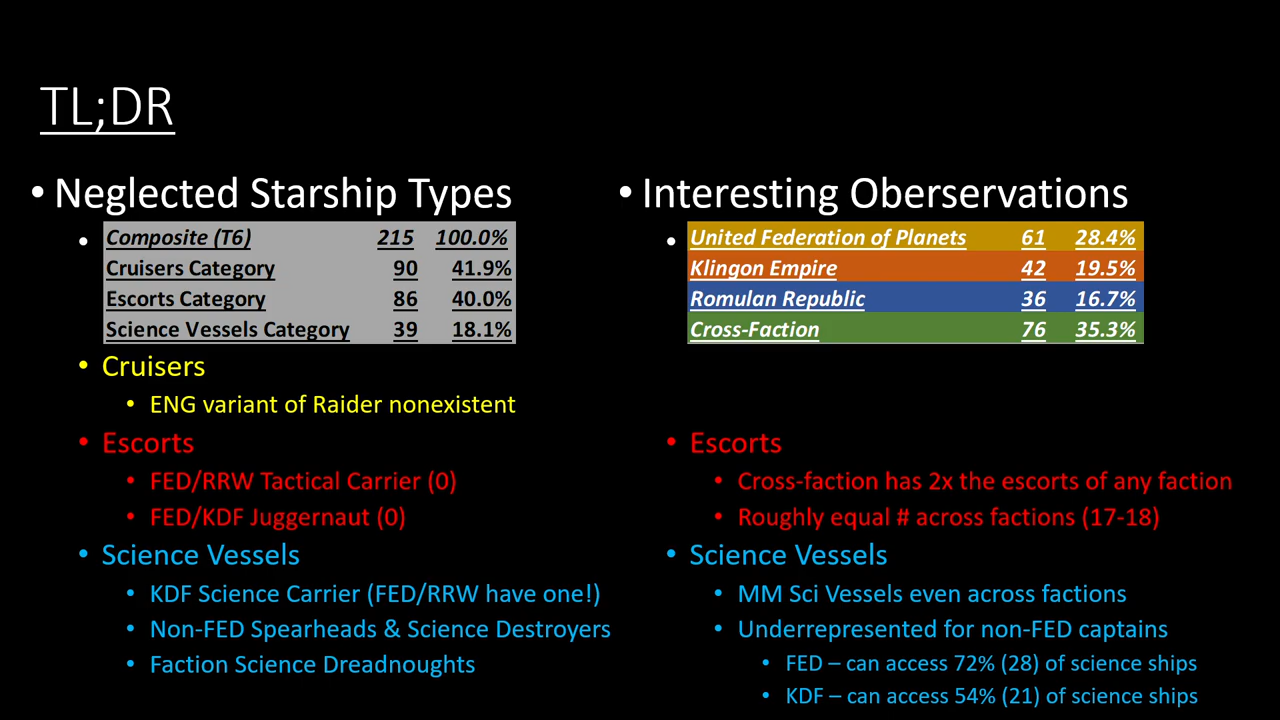 TL;DR
• Neglected Starship Types
• Composite (T6) 215 100.0%
Cruisers Category 90 41.9%
Escorts Category 86 40.0%
Science Vessels Category 39 18.1%
• Cruisers
• ENG variant of Raider nonexistent
• Escorts
• FED/RRW Tactical Carrier (0)
• FED/KDF Juggernaut (0)
• Science Vessels
• KDF Science Carrier (FED/RRW have one!)
• Non-FED Spearheads & Science Destroyers
• Faction Science Dreadnoughts
• Interesting Oberservations
• United Federation of Planets 61 28.4%
Klingon Empire 42 19.5%
Romulan Republic 36 16.7%
Cross-Faction 76 35.3%
• Escorts
• Cross-faction has 2x the escorts of any faction
• Roughly equal # across factions (17-18)
• Science Vessels
• MM Sci Vessels even across factions
• Underrepresented for non-FED captains
• FED – can access 72% (28) of science ships
• KDF – can access 54% (21) of science ships